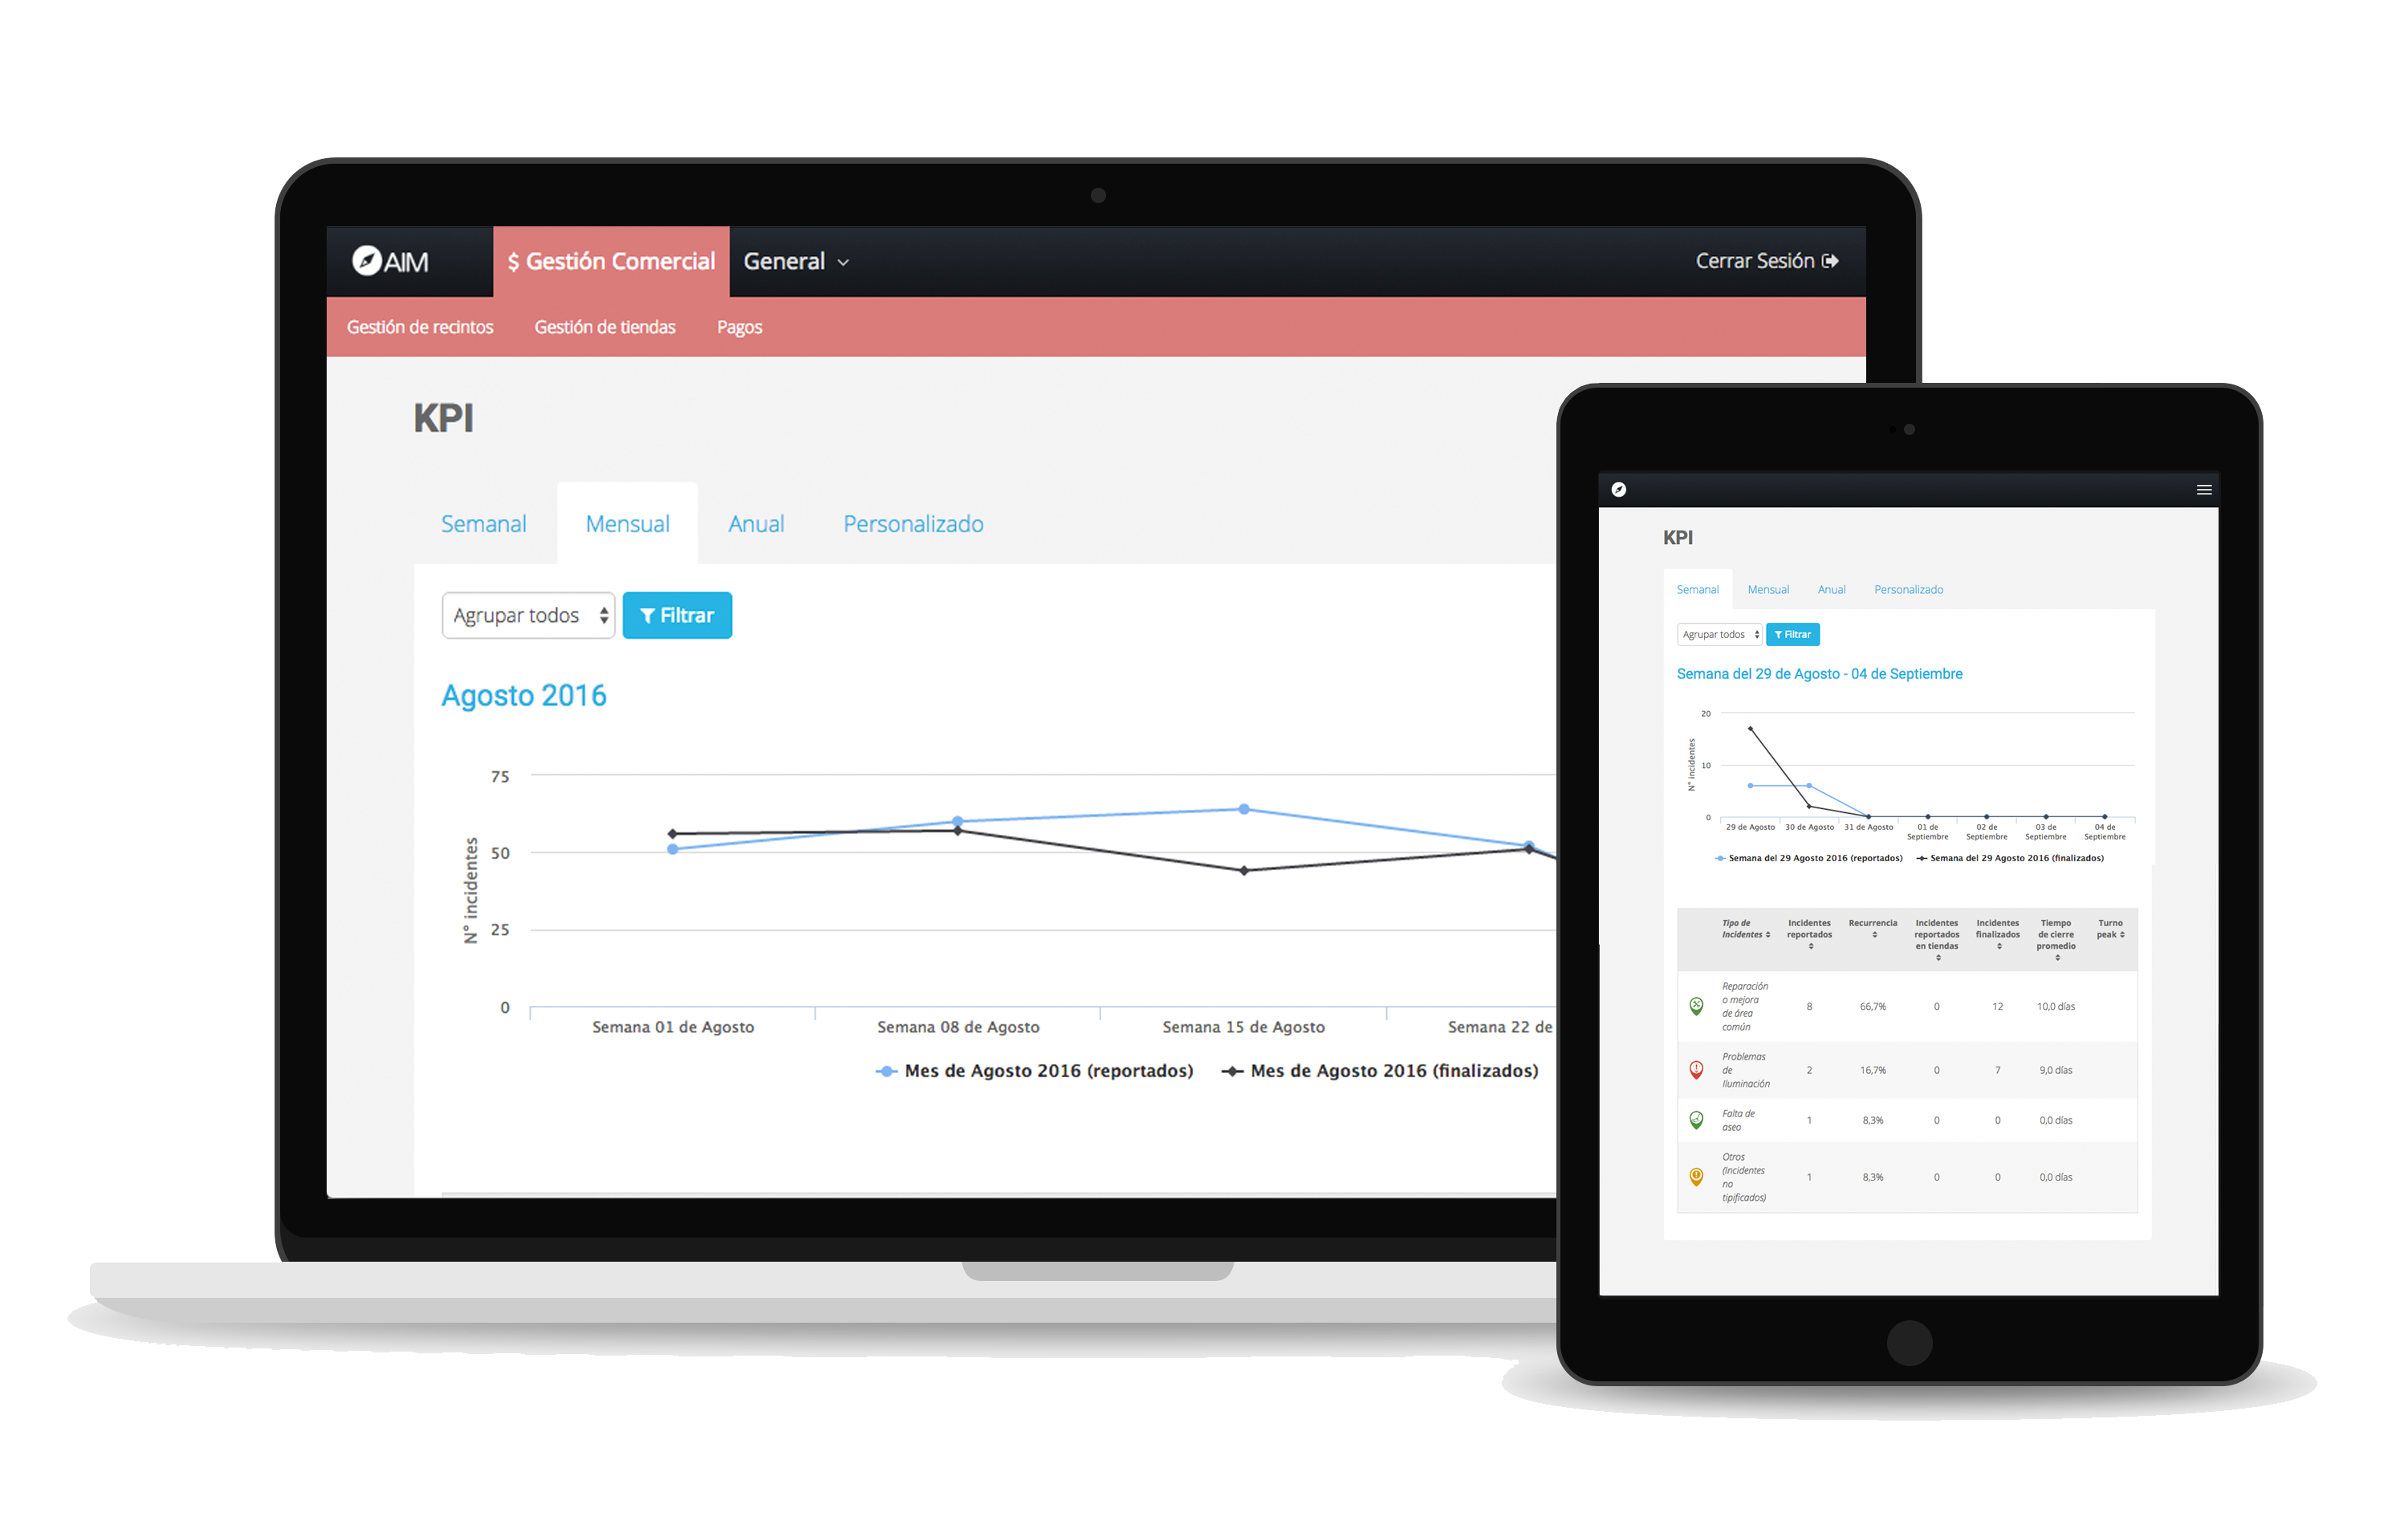 AIM
$ Gestión Comercial
General
Cerrar Sesión
Gestión de recintos
Gestión de tiendas
Pagos
KPI
Semanal
Mensual
Anual
Personalizado
Agrupar todos
Filtrar
Agosto 2016
N° incidentes
75
50
25
0
Semana 01 de Agosto
Semana 08 de Agosto
Semana 15 de Agosto
Semana 22 de
Mes de Agosto 2016 (reportados)
Mes de Agosto 2016 (finalizados)
KPI
Semanal
Mensual
Anual
Personalizado
Agrupar todos
Filtrar
Semana del 29 de Agosto - 04 de Septiembre
N° incidentes
20
10
0
29 de Agosto
30 de Agosto
31 de Agosto
01 de
Septiembre
02 de
Septiembre
03 de
Septiembre
04 de
Septiembre
Semana del 29 Agosto 2016 (reportados)
Semana del 29 Agosto 2016 (finalizados)
Tipo de
Incidentes
Incidentes
reportados
Recurrencia
Incidentes
reportados
en tiendas
Incidentes
finalizados
Tiempo
de cierre
promedio
Turno
peak
Reparación
o mejora
de área
común
8
66,7%
0
12
10,0 días
Problemas
de
Iluminación
2
16,7%
0
7
9,0 días
Falta de
aseo
1
8,3%
0
0
0,0 días
Otros
(Incidentes
no
tipificados)
1
8,3%
0
0
0,0 días